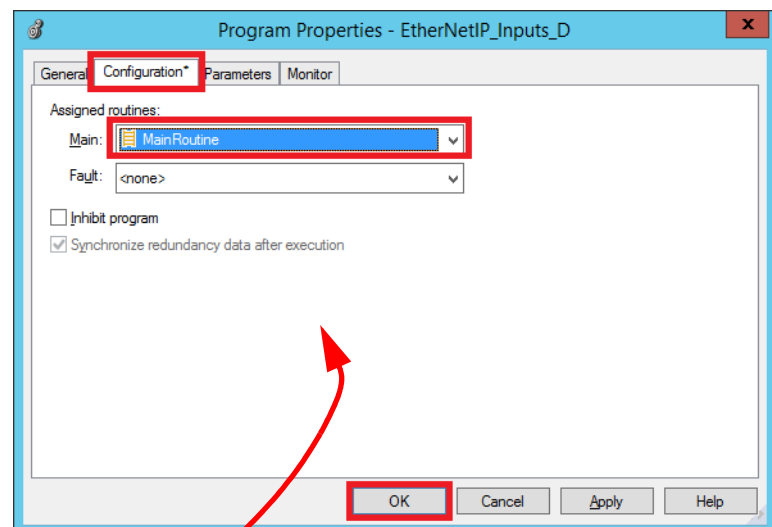 Program Properties - EtherNetIP_Inputs_D
x
General Configuration* Parameters Monitor
Assigned routines:
Main: MainRoutine
Fault: <none>
Inhibit program
Synchronize redundancy data after execution
OK Cancel Apply Help